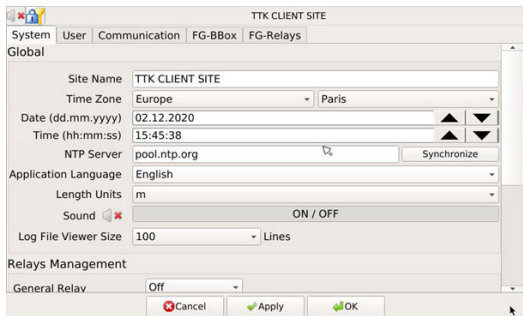 TTK CLIENT SITE
System User Communication FG-BBox FG-Relays
Global
Site Name TTK CLIENT SITE
Time Zone Europe Paris
Date (dd.mm.yyyy) 02.12.2020
Time (hh:mm:ss) 15:45:38
NTP Server pool.ntp.org Synchronize
Application Language English
Length Units m
Sound ON / OFF
Log File Viewer Size 100 Lines
Relays Management
General Relay Off
Cancel Apply OK